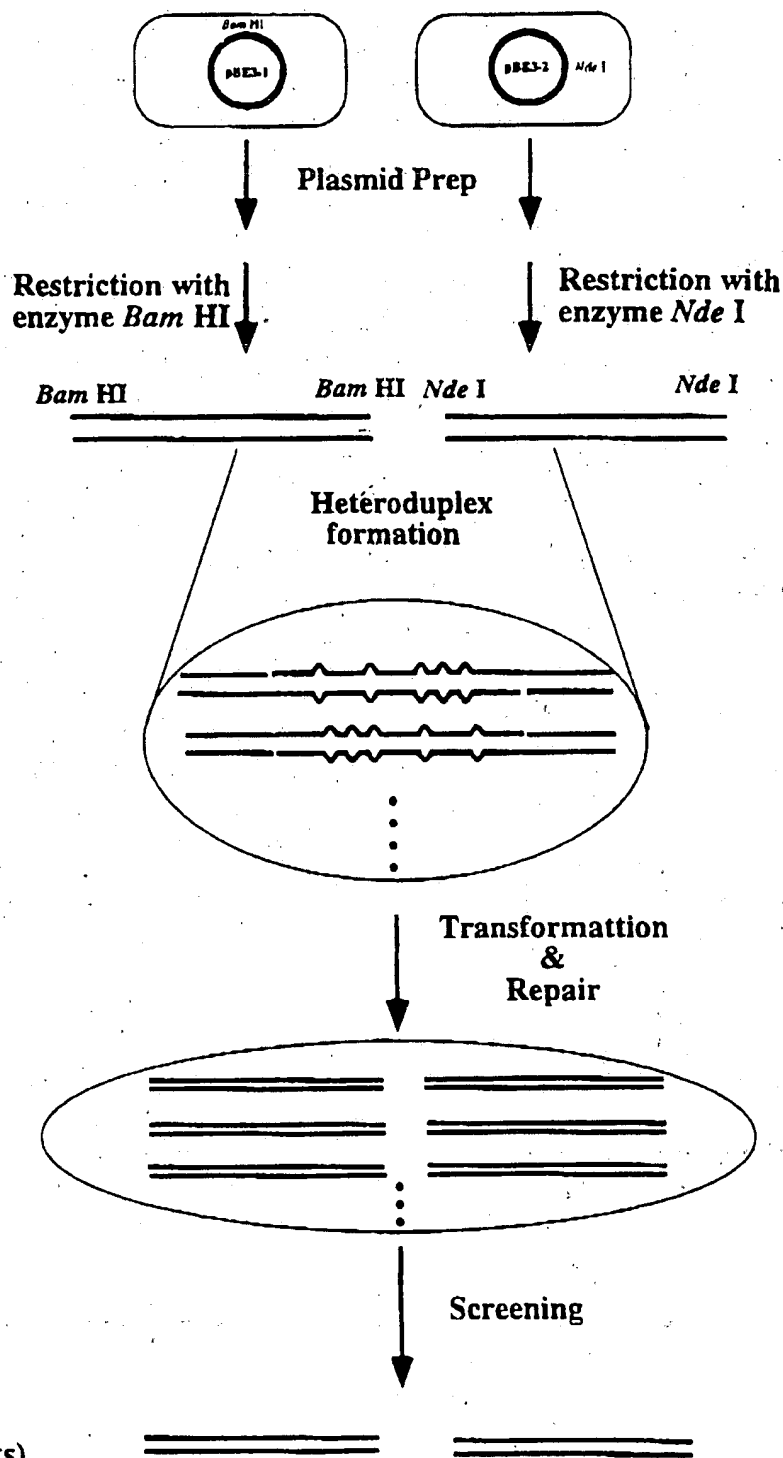 Bam HI
pBE3-1
pBE3-2
Nde I
Plasmid Prep
Restriction with
enzyme Bam HI
Restriction with
enzyme Nde I
Bam HI
Bam HI
Nde I
Nde I
Heteroduplex
formation
Transformattion
&
Repair
Screening